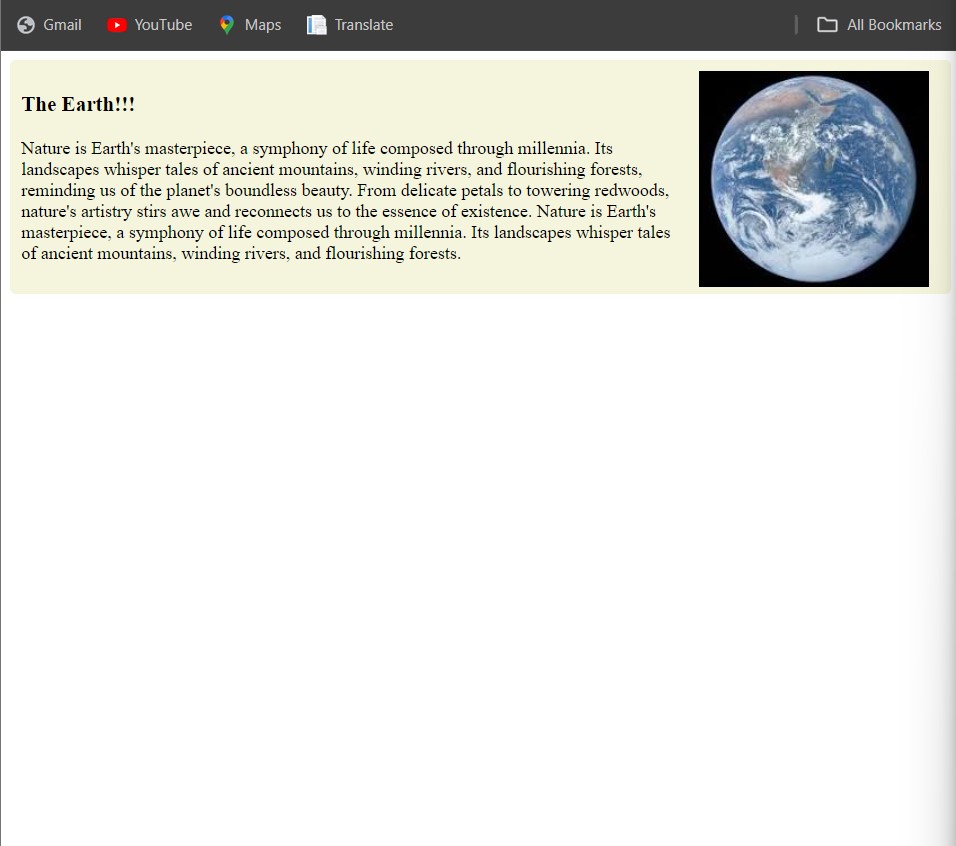 Gmail YouTube Maps Translate All Bookmarks
The Earth!!!
Nature is Earth's masterpiece, a symphony of life composed through millennia. Its
landscapes whisper tales of ancient mountains, winding rivers, and flourishing forests,
reminding us of the planet's boundless beauty. From delicate petals to towering redwoods,
nature's artistry stirs awe and reconnects us to the essence of existence. Nature is Earth's
masterpiece, a symphony of life composed through millennia. Its landscapes whisper tales
of ancient mountains, winding rivers, and flourishing forests.